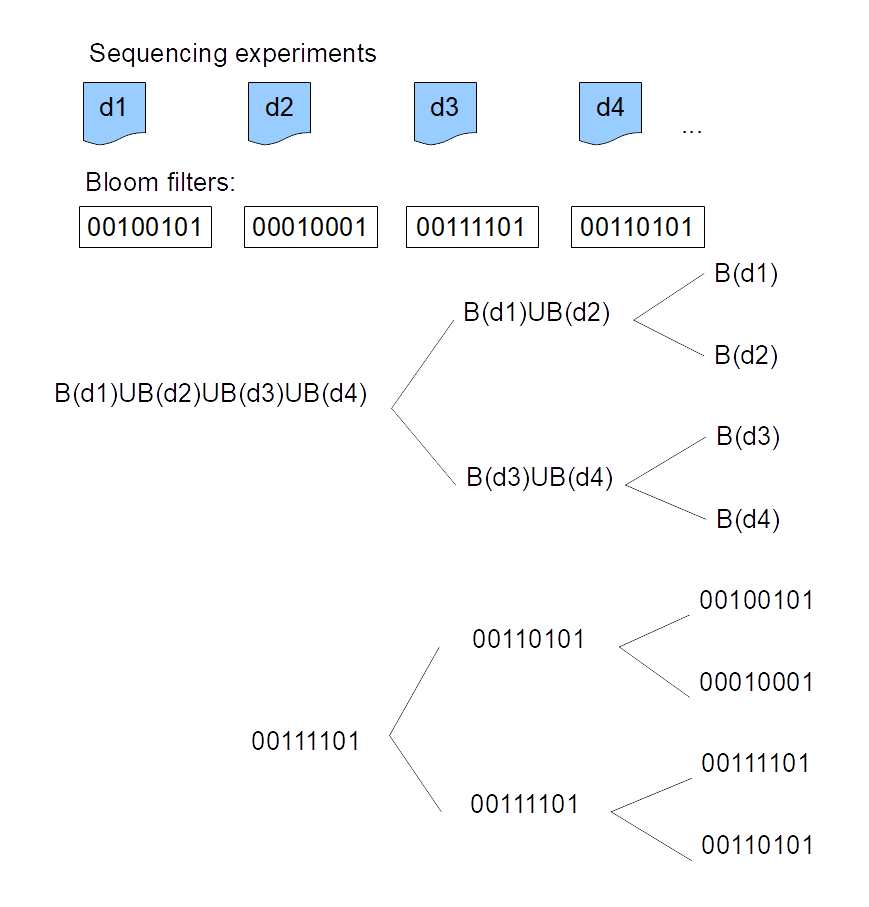 Sequencing experiments
d1 d2 d3 d4 ...
Bloom filters:
00100101 00010001 00111101 00110101
B(d1)
B(d1)UB(d2)
B(d2)
B(d1)UB(d2)UB(d3)UB(d4)
B(d3)
B(d3)UB(d4)
B(d4)
00100101
00110101
00010001
00111101
00111101
00111101
00110101